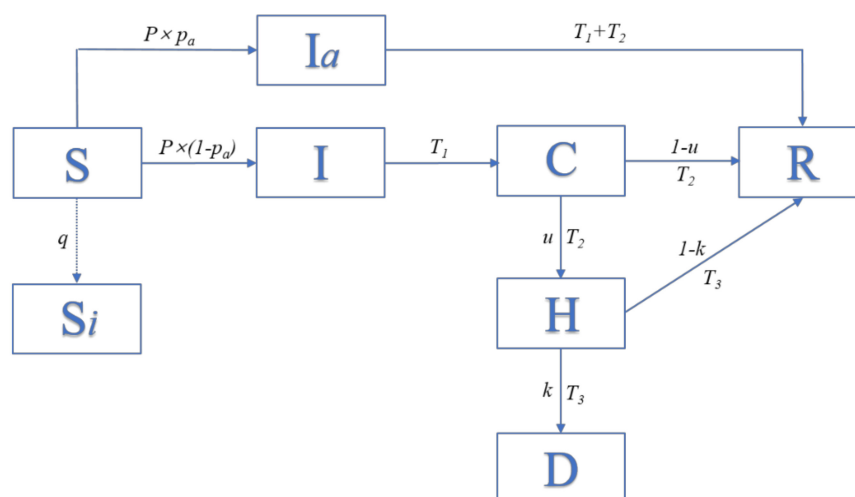 P × pₐ
Iₐ
T₁+T₂
S
P×(1-pₐ)
I
T₁
C
1-u
T₂
R
q
u T₂
1-k
T₃
Si
H
k T₃
D